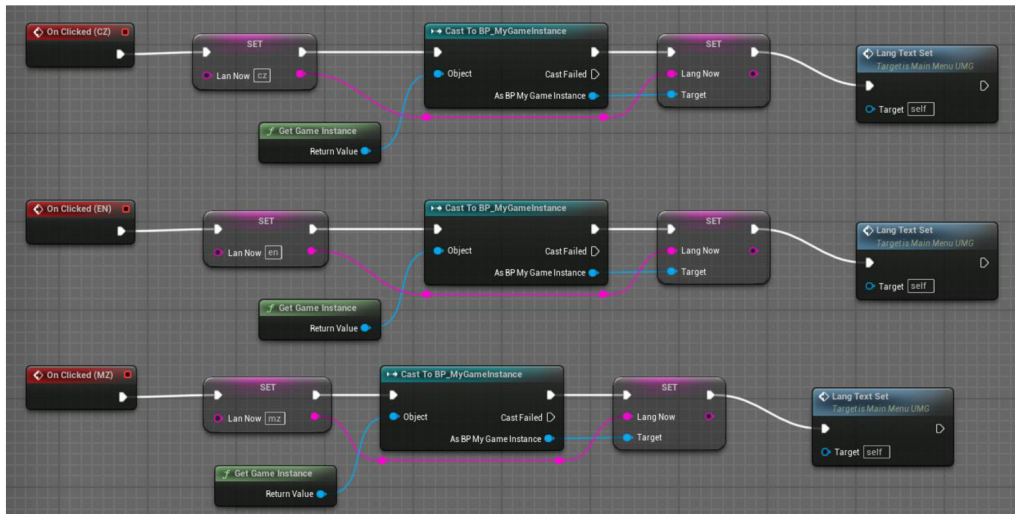 On Clicked (CZ)
SET
Lan Now cz
Cast To BP_MyGameInstance
Object
Cast Failed
As BP My Game Instance
SET
Lang Now
Target
Lang Text Set
Target is Main Menu UMG
Target self
f Get Game Instance
Return Value
On Clicked (EN)
SET
Lan Now en
Cast To BP_MyGameInstance
Object
Cast Failed
As BP My Game Instance
SET
Lang Now
Target
Lang Text Set
Target is Main Menu UMG
Target self
f Get Game Instance
Return Value
On Clicked (MZ)
SET
Lan Now mz
Cast To BP_MyGameInstance
Object
Cast Failed
As BP My Game Instance
SET
Lang Now
Target
Lang Text Set
Target is Main Menu UMG
Target self
f Get Game Instance
Return Value